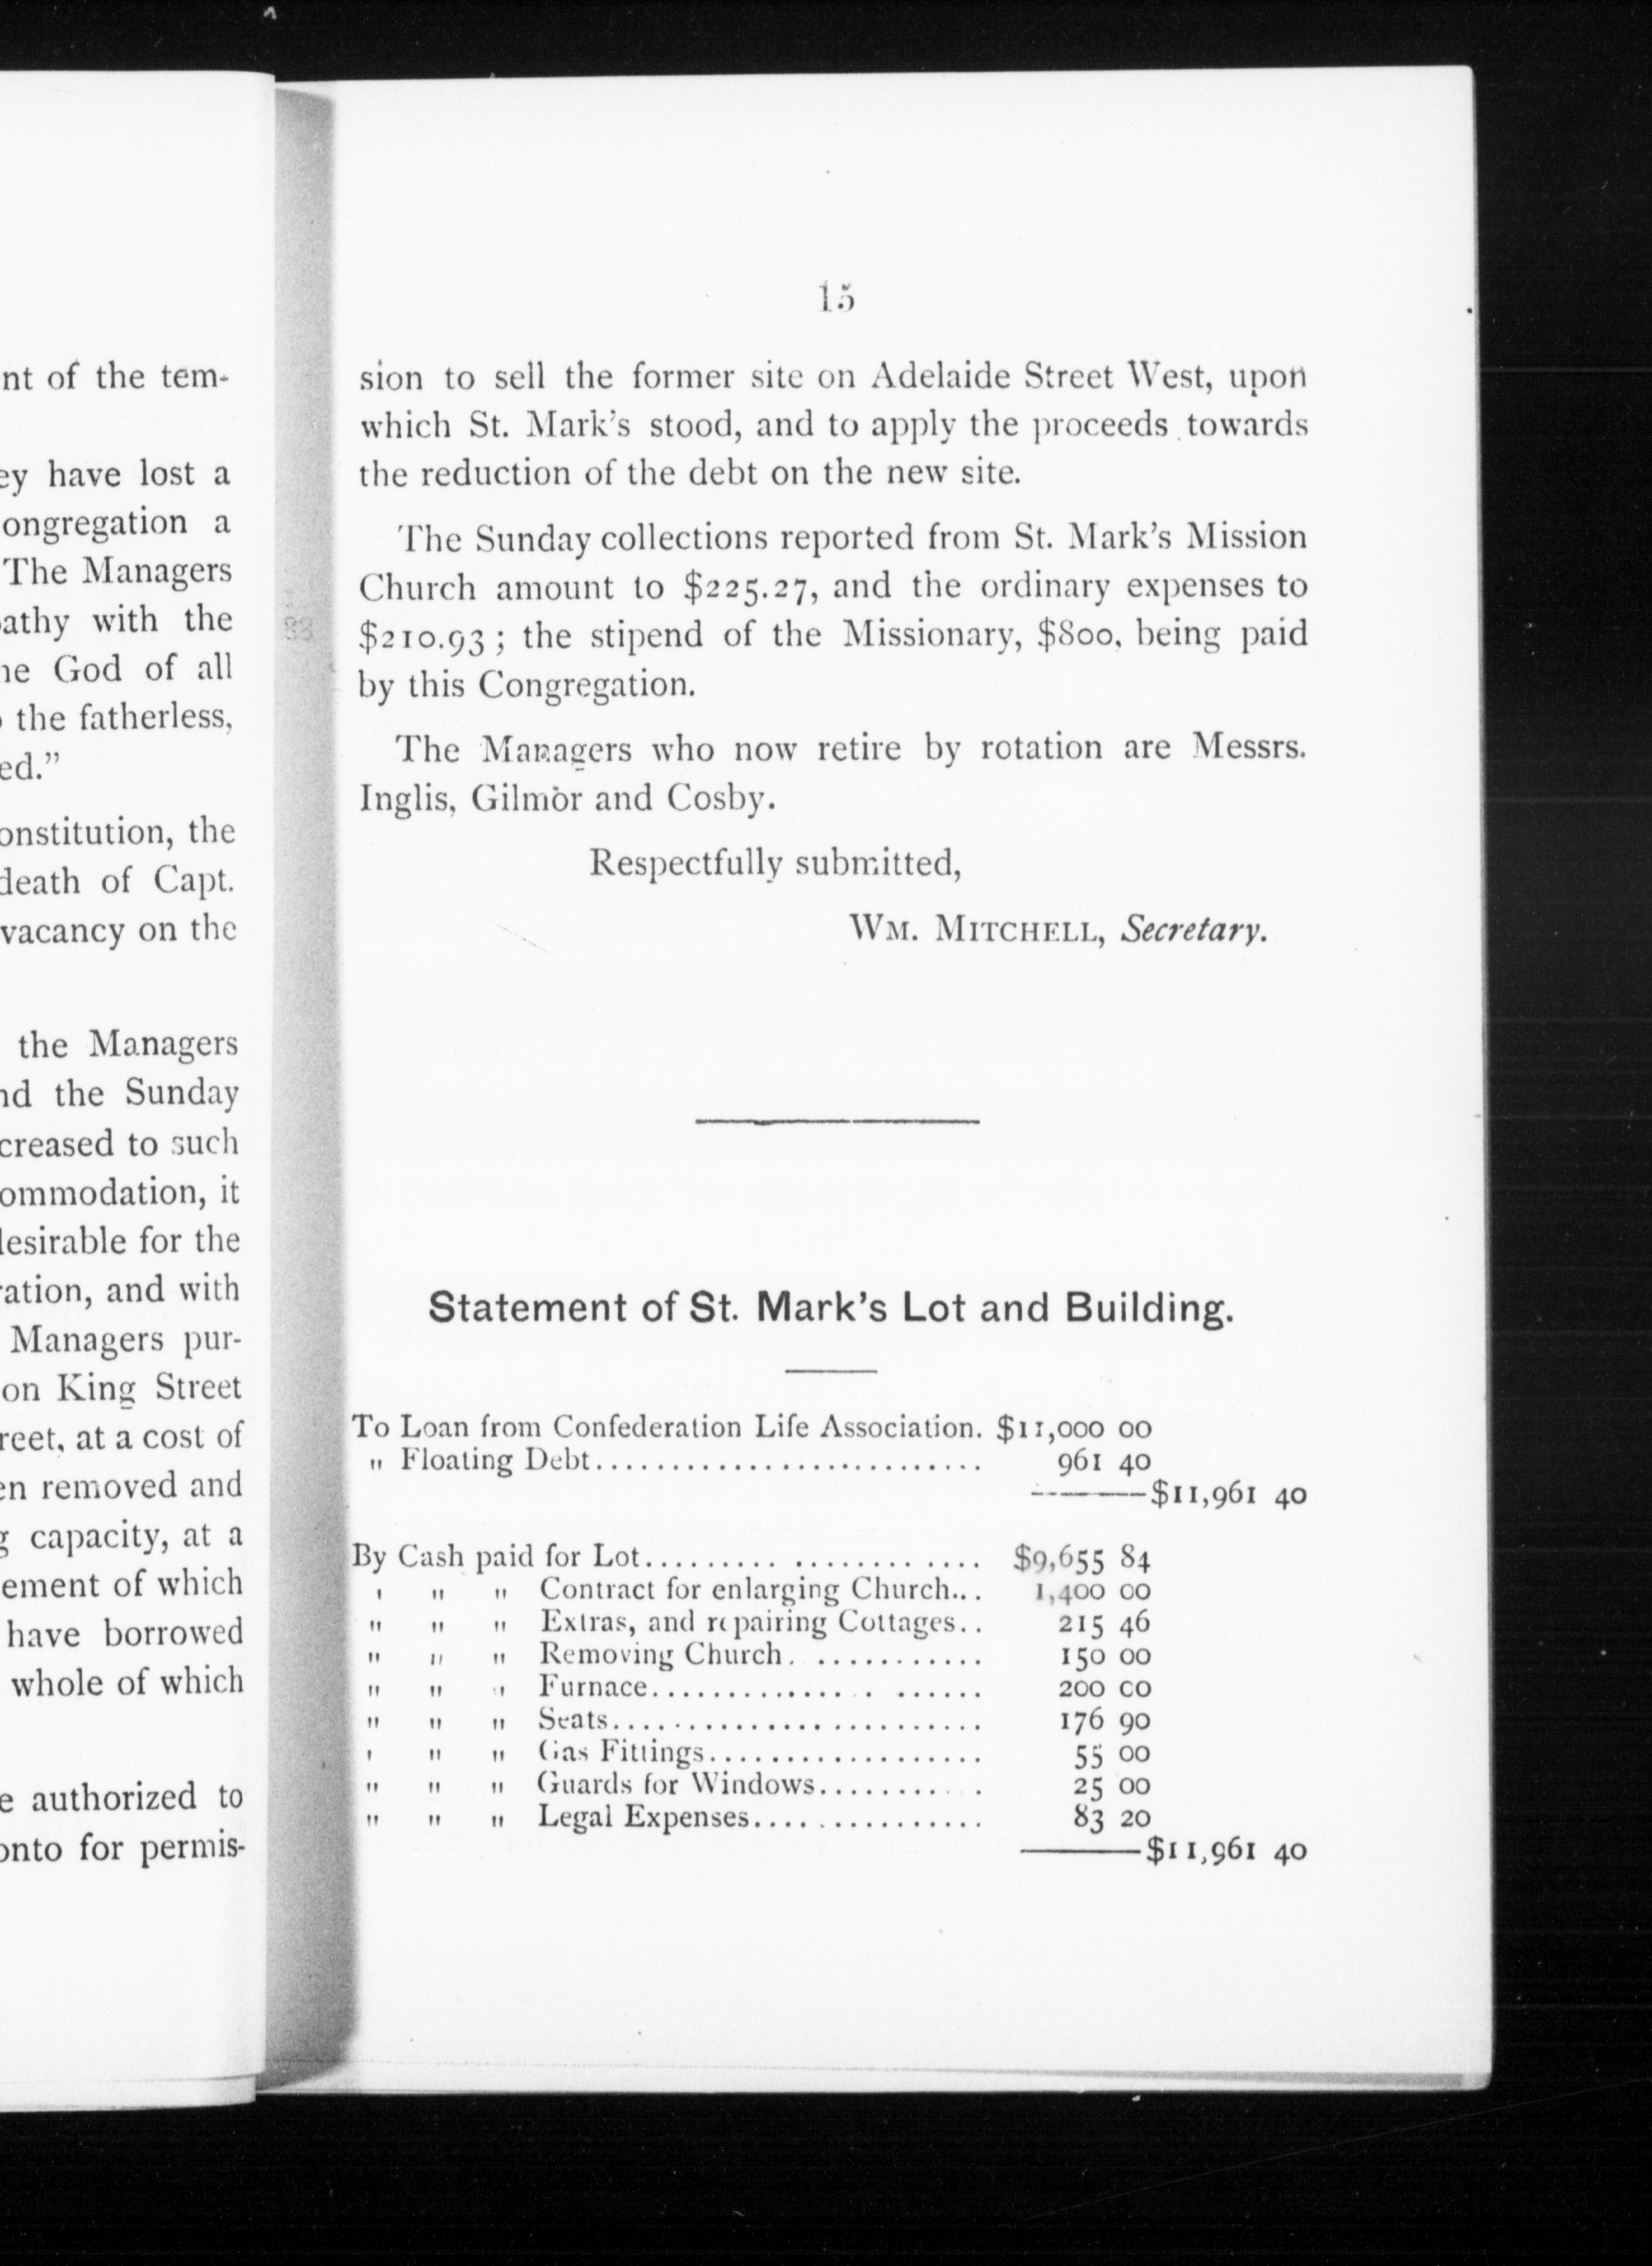 nt of the tem-
ey have lost a
ongregation a
The Managers
pathy with the
ne God of all
the fatherless,
ed.”
onstitution, the
death of Capt.
vacancy on the
the Managers
nd the Sunday
creased to such
ommodation, it
desirable for the
ration, and with
Managers pur-
on King Street
reet, at a cost of
en removed and
g capacity, at a
ement of which
have borrowed
whole of which
e authorized to
onto for permis-
15
sion to sell the former site on Adelaide Street West, upon
which St. Mark’s stood, and to apply the proceeds towards
the reduction of the debt on the new site.
The Sunday collections reported from St. Mark’s Mission
Church amount to $225.27, and the ordinary expenses to
$210.93; the stipend of the Missionary, $800, being paid
by this Congregation.
The Managers who now retire by rotation are Messrs.
Inglis, Gilmor and Cosby.
Respectfully submitted,
WM. MITCHELL, Secretary.
Statement of St. Mark’s Lot and Building.
To Loan from Confederation Life Association. $11,000 00
" Floating Debt.......................... 961 40
$11,961 40
By Cash paid for Lot....................... $9,655 84
" " " Contract for enlarging Church... 1,400 00
" " " Extras, and repairing Cottages.. 215 46
" " " Removing Church............. 150 00
" " " Furnace..................... 200 00
" " " Seats........................ 176 90
" " " Gas Fittings.................. 55 00
" " " Guards for Windows........... 25 00
" " " Legal Expenses............... 83 20
$11,961 40